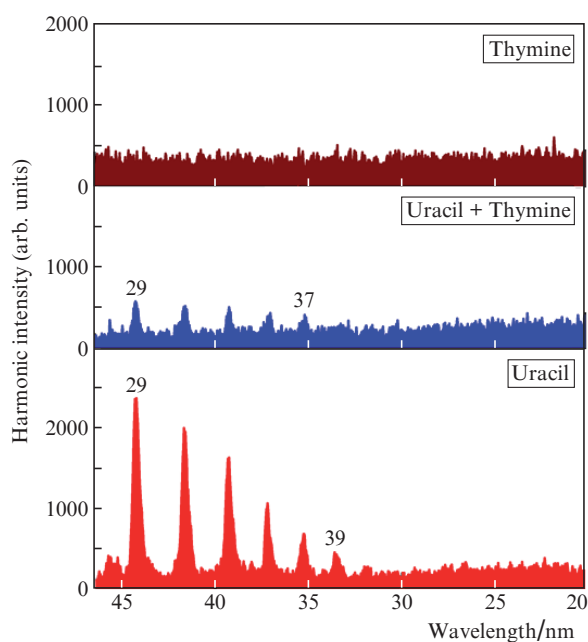 Harmonic intensity (arb. units)
2000
1000
0
Thymine
1000
0
Uracil + Thymine
29
37
2000
1000
0
Uracil
29
39
45 40 35 30 25 20
Wavelength/nm